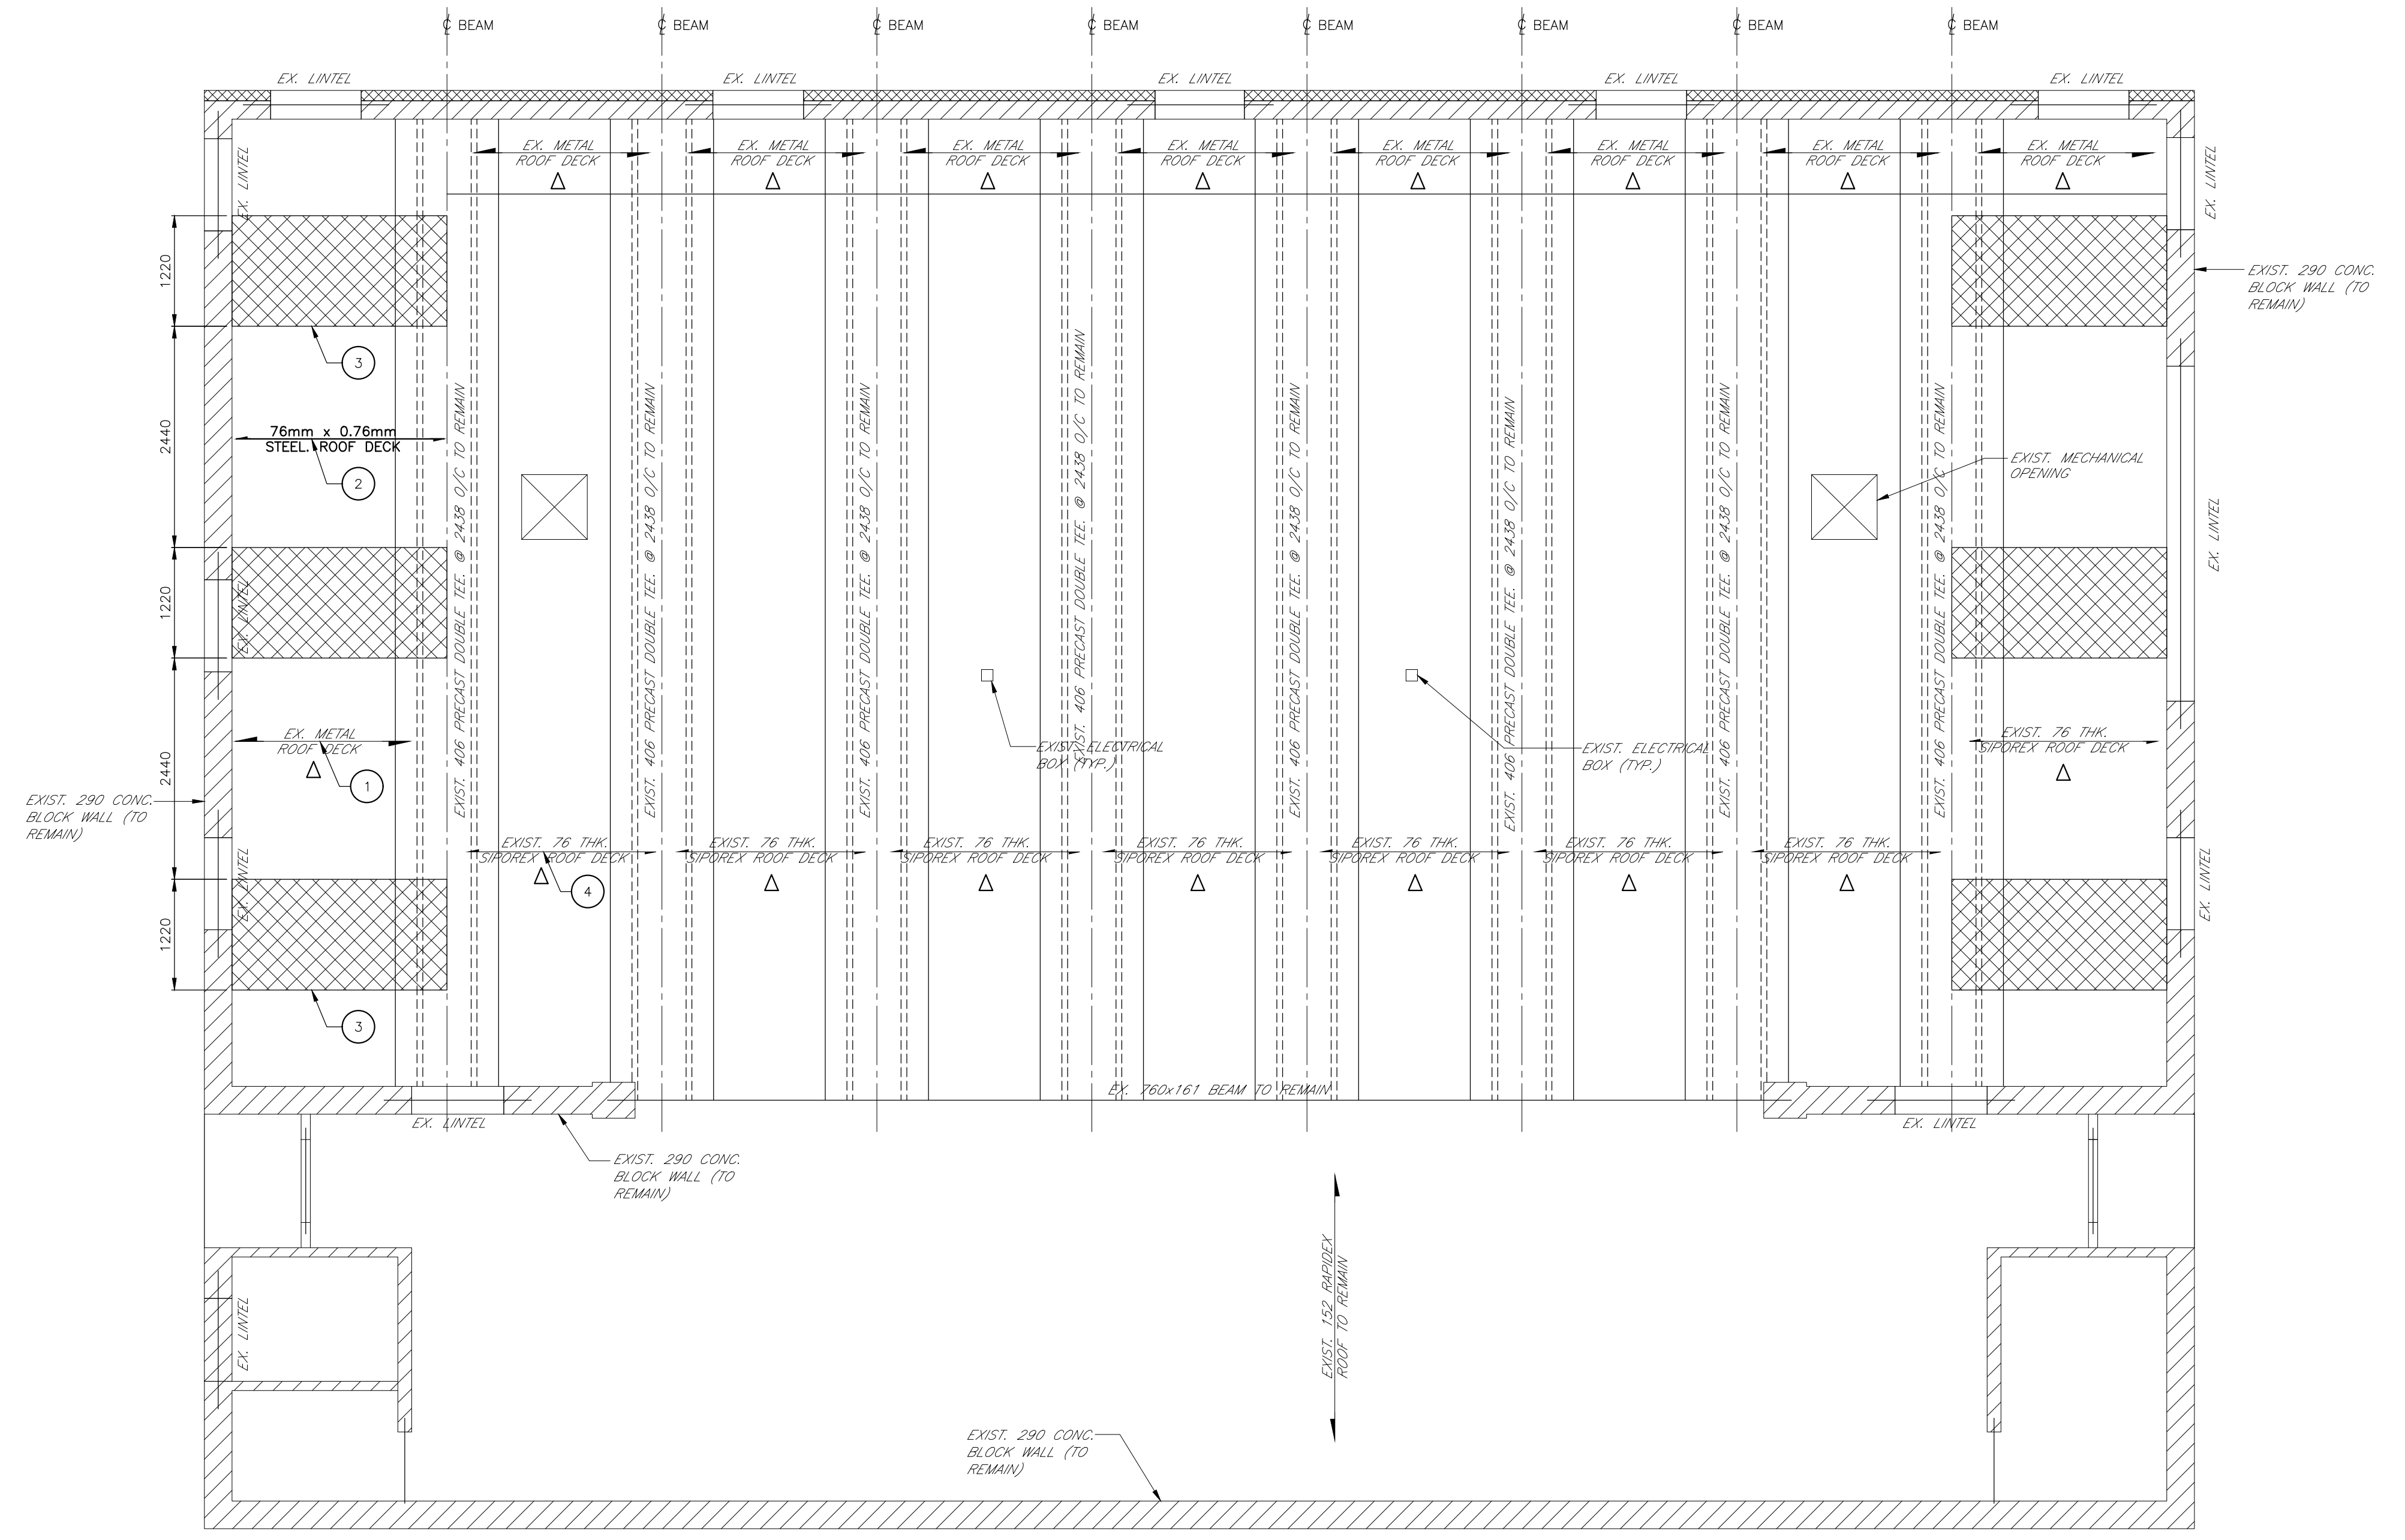 ℄ BEAM
℄ BEAM
℄ BEAM
℄ BEAM
℄ BEAM
℄ BEAM
℄ BEAM
℄ BEAM
EX. LINTEL
EX. LINTEL
EX. LINTEL
EX. LINTEL
EX. LINTEL
EX. METAL
ROOF DECK
EX. METAL
ROOF DECK
EX. METAL
ROOF DECK
EX. METAL
ROOF DECK
EX. METAL
ROOF DECK
EX. METAL
ROOF DECK
EX. METAL
ROOF DECK
EX. METAL
ROOF DECK
EX. LINTEL
EX. LINTEL
1220
2440
1220
2440
1220
EXIST. 290 CONC.
BLOCK WALL (TO
REMAIN)
3
76mm x 0.76mm
STEEL. ROOF DECK
2
EXIST. 406 PRECAST DOUBLE TEE. @ 2438 O/C TO REMAIN
EXIST. 406 PRECAST DOUBLE TEE. @ 2438 O/C TO REMAIN
EXIST. 406 PRECAST DOUBLE TEE. @ 2438 O/C TO REMAIN
EXIST. 406 PRECAST DOUBLE TEE. @ 2438 O/C TO REMAIN
EXIST. 406 PRECAST DOUBLE TEE. @ 2438 O/C TO REMAIN
EXIST. 406 PRECAST DOUBLE TEE. @ 2438 O/C TO REMAIN
EXIST. 406 PRECAST DOUBLE TEE. @ 2438 O/C TO REMAIN
EXIST. 406 PRECAST DOUBLE TEE. @ 2438 O/C TO REMAIN
EXIST. MECHANICAL
OPENING
EX. LINTEL
EX. LINTEL
EX. METAL
ROOF DECK
1
EXIST. ELECTRICAL
BOX (TYP.)
EXIST. ELECTRICAL
BOX (TYP.)
EXIST. 76 THK.
SIPOREX ROOF DECK
EXIST. 290 CONC.
BLOCK WALL (TO
REMAIN)
EX. LINTEL
EXIST. 76 THK.
SIPOREX ROOF DECK
4
EXIST. 76 THK.
SIPOREX ROOF DECK
EXIST. 76 THK.
SIPOREX ROOF DECK
EXIST. 76 THK.
SIPOREX ROOF DECK
EXIST. 76 THK.
SIPOREX ROOF DECK
EXIST. 76 THK.
SIPOREX ROOF DECK
EXIST. 76 THK.
SIPOREX ROOF DECK
EX. LINTEL
3
EX. 760x161 BEAM TO REMAIN
EX. LINTEL
EX. LINTEL
EXIST. 290 CONC.
BLOCK WALL (TO
REMAIN)
EX. LINTEL
EXIST. 152 RAPIDEX
ROOF TO REMAIN
EXIST. 290 CONC.
BLOCK WALL (TO
REMAIN)